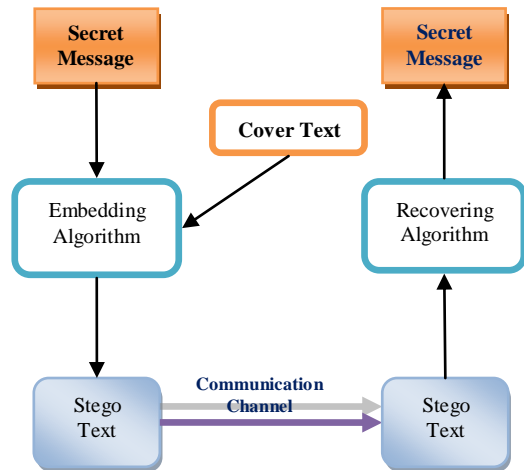 Secret
Message
Secret
Message
Cover Text
Embedding
Algorithm
Recovering
Algorithm
Stego
Text
Communication
Channel
Stego
Text